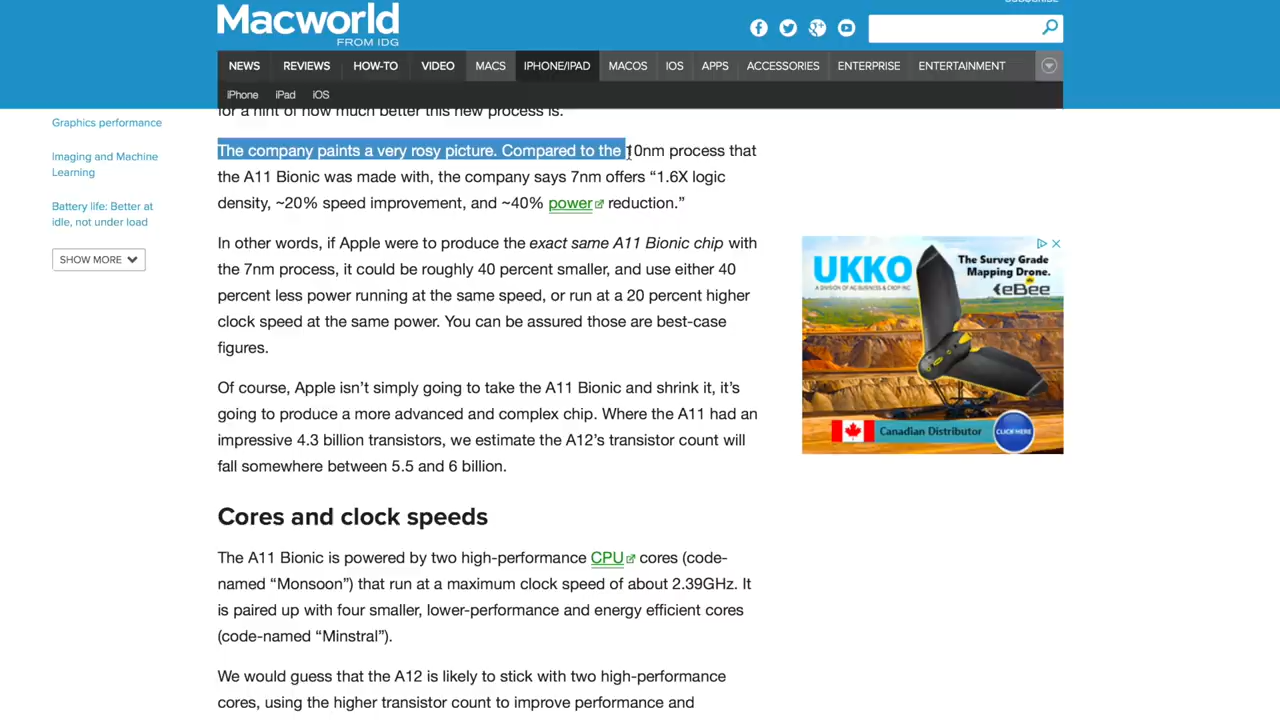 Macworld
FROM IDG
NEWS REVIEWS HOW-TO VIDEO MACS IPHONE/IPAD MACOS IOS APPS ACCESSORIES ENTERPRISE ENTERTAINMENT
iPhone iPad iOS
for a hint of how much better this new process is.
Graphics performance
Imaging and Machine
Learning
Battery life: Better at
idle, not under load
SHOW MORE
The company paints a very rosy picture. Compared to the 10nm process that
the A11 Bionic was made with, the company says 7nm offers “1.6X logic
density, ~20% speed improvement, and ~40% power reduction.”
In other words, if Apple were to produce the exact same A11 Bionic chip with
the 7nm process, it could be roughly 40 percent smaller, and use either 40
percent less power running at the same speed, or run at a 20 percent higher
clock speed at the same power. You can be assured those are best-case
figures.
Of course, Apple isn’t simply going to take the A11 Bionic and shrink it, it’s
going to produce a more advanced and complex chip. Where the A11 had an
impressive 4.3 billion transistors, we estimate the A12’s transistor count will
fall somewhere between 5.5 and 6 billion.
Cores and clock speeds
The A11 Bionic is powered by two high-performance CPU cores (code-
named “Monsoon”) that run at a maximum clock speed of about 2.39GHz. It
is paired up with four smaller, lower-performance and energy efficient cores
(code-named “Minstral”).
We would guess that the A12 is likely to stick with two high-performance
cores, using the higher transistor count to improve performance and
UKKO
A DIVISION OF AG BUSINESS & CROP INC.
The Survey Grade
Mapping Drone.
eBee
Canadian Distributor
CLICK HERE